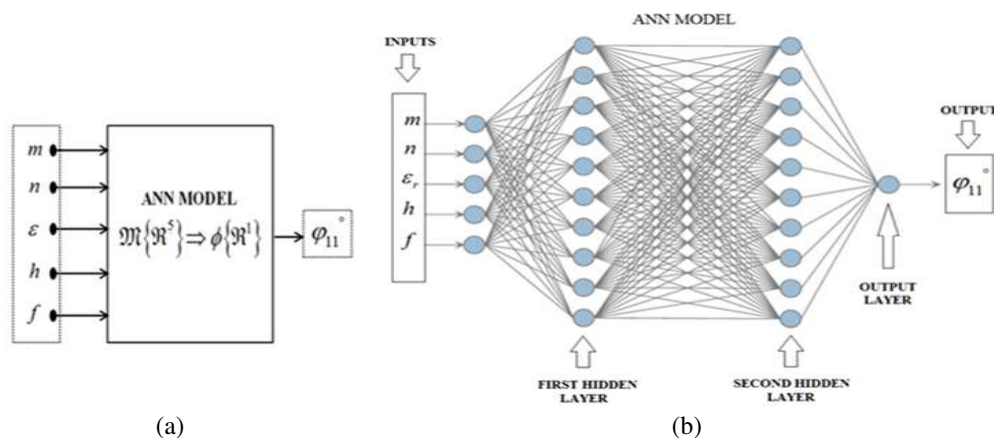 m
n
ε
h
f
ANN MODEL
𝔐{ℜ⁵}⇒ϕ{ℜ¹}
φ₁₁°
(a)
ANN MODEL
INPUTS
m
n
εᵣ
h
f
FIRST HIDDEN
LAYER
SECOND HIDDEN
LAYER
OUTPUT
LAYER
OUTPUT
φ₁₁°
(b)